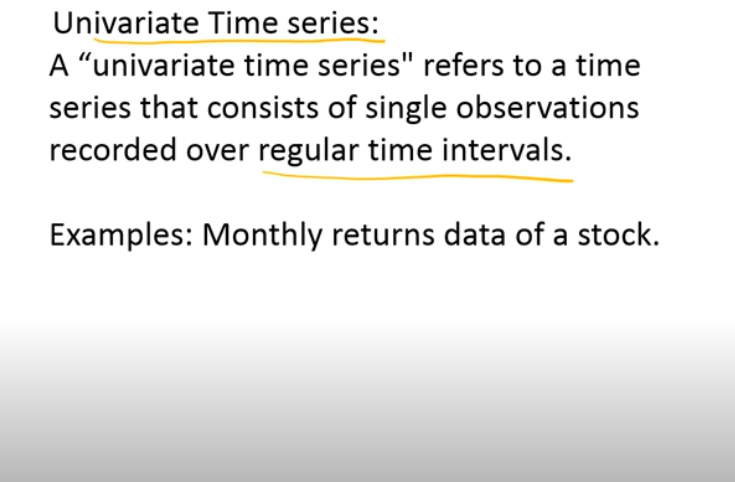 Univariate Time series:
A “univariate time series" refers to a time
series that consists of single observations
recorded over regular time intervals.
Examples: Monthly returns data of a stock.